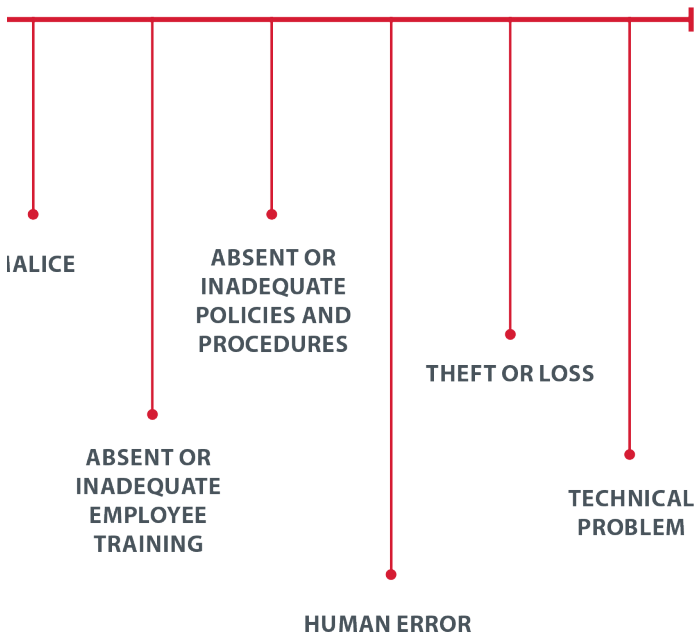 ABSENT OR
INADEQUATE
POLICIES AND
PROCEDURES
THEFT OR LOSS
ABSENT OR
INADEQUATE
EMPLOYEE
TRAINING
TECHNICAL
PROBLEM
HUMAN ERROR